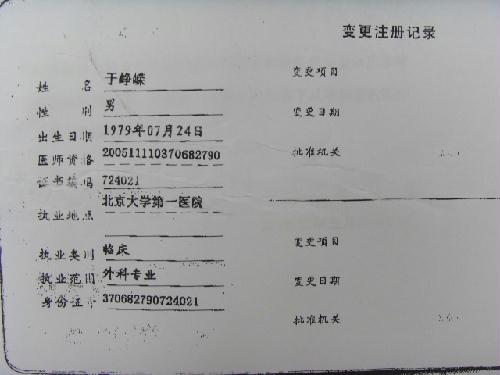 变更注册记录
姓名 于峥嵘
性别 男
出生日期 1979年07月24日
医师资格 200511110370682790
证书编码 724021
执业地点 北京大学第一医院
执业类别 临床
执业范围 外科专业
身份证 370682790724021
变更项目
变更日期
批准机关
变更项目
变更日期
批准机关